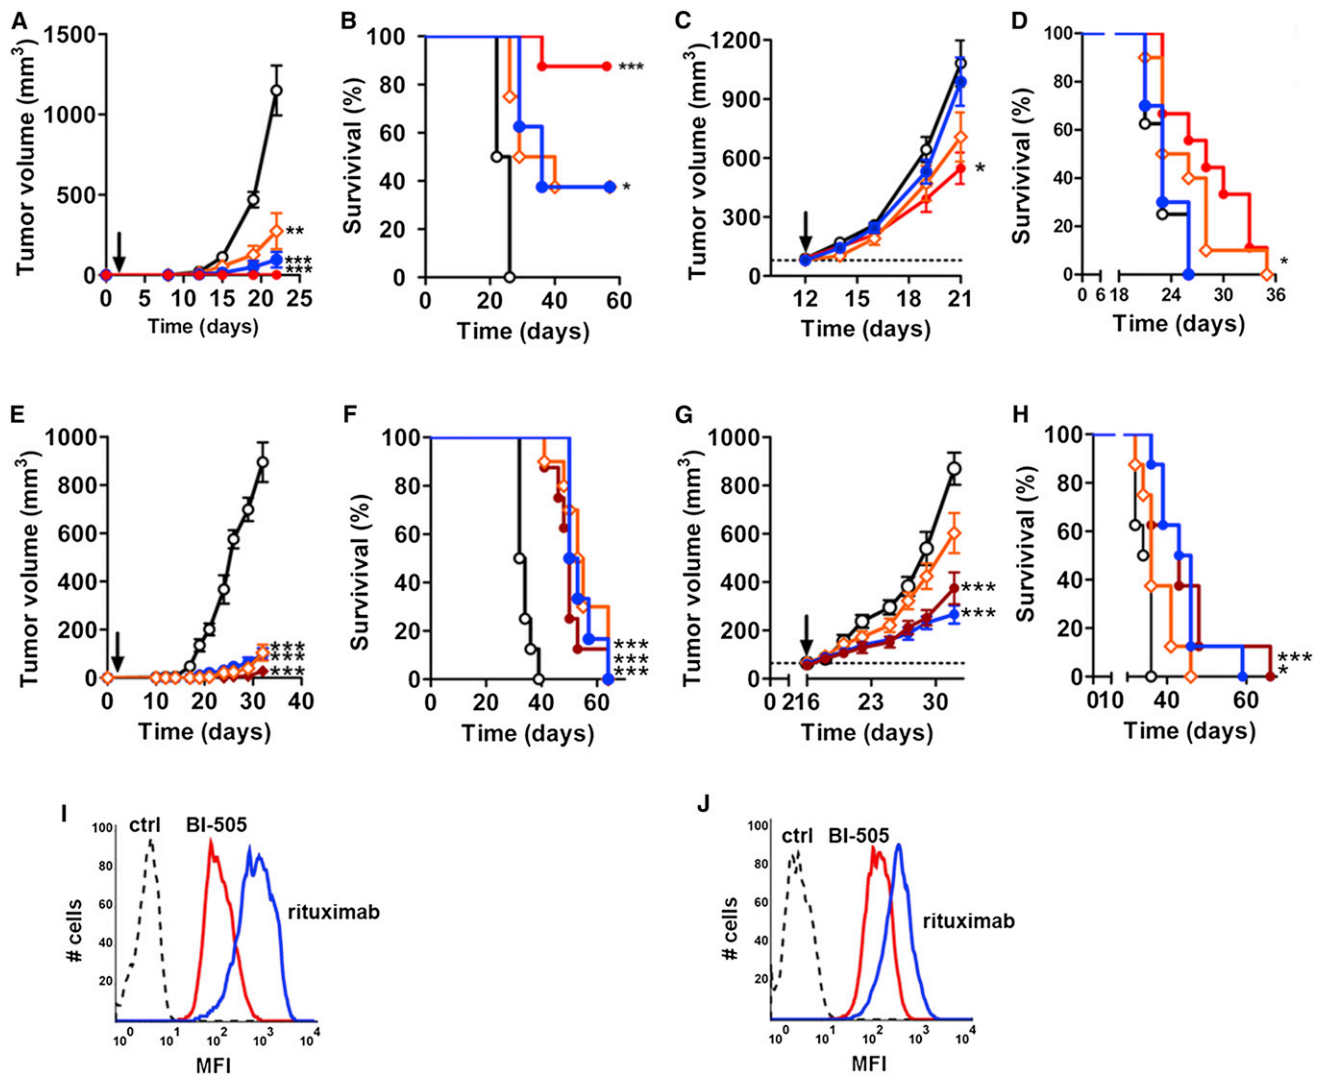 A
B
C
D
Tumor volume (mm³)
1500
1000
500
0
0 5 10 15 20 25
Time (days)
**
***
***
Survival (%)
100
80
60
40
20
0
0 20 40 60
Time (days)
***
*
Tumor volume (mm³)
1200
900
600
300
0
12 15 18 21
Time (days)
*
Survival (%)
100
80
60
40
20
0
0 6 18 24 30 36
Time (days)
*
E
F
G
H
Tumor volume (mm³)
1000
800
600
400
200
0
0 10 20 30 40
Time (days)
***
***
***
Survival (%)
100
80
60
40
20
0
0 20 40 60
Time (days)
***
***
***
Tumor volume (mm³)
1000
800
600
400
200
0
0 216 23 30
Time (days)
***
***
Survival (%)
100
80
60
40
20
0
010 40 60
Time (days)
***
*
I
J
# cells
100
80
60
40
20
ctrl BI-505
rituximab
10⁰ 10¹ 10² 10³ 10⁴
MFI
# cells
100
80
60
40
20
ctrl BI-505
rituximab
10⁰ 10¹ 10² 10³ 10⁴
MFI